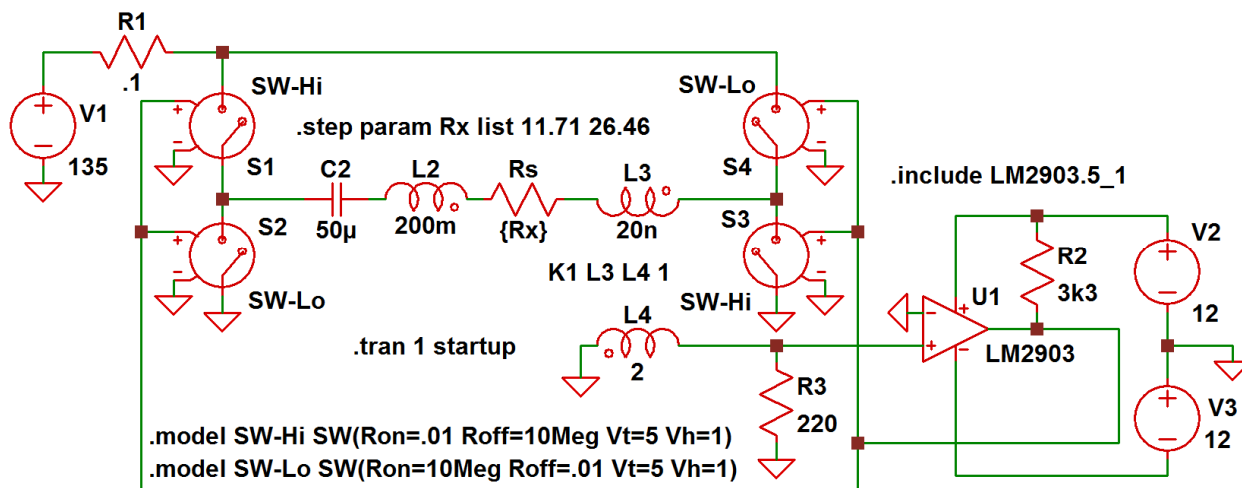 R1
.1
V1
135
SW-Hi
S1
SW-Lo
S4
.step param Rx list 11.71 26.46
.include LM2903.5_1
C2
50µ
L2
200m
Rs
{Rx}
L3
20n
S2
SW-Lo
S3
SW-Hi
K1 L3 L4 1
V2
12
R2
3k3
U1
LM2903
L4
2
.tran 1 startup
R3
220
V3
12
.model SW-Hi SW(Ron=.01 Roff=10Meg Vt=5 Vh=1)
.model SW-Lo SW(Ron=10Meg Roff=.01 Vt=5 Vh=1)